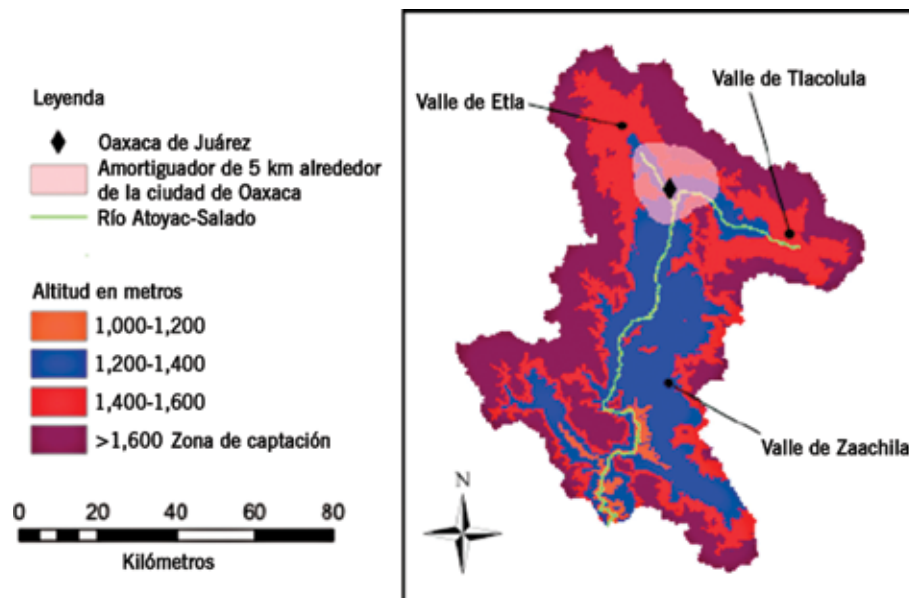 Leyenda
Oaxaca de Juárez
Amortiguador de 5 km alrededor
de la ciudad de Oaxaca
Río Atoyac-Salado
Altitud en metros
1,000-1,200
1,200-1,400
1,400-1,600
>1,600 Zona de captación
0 20 40 60 80
Kilómetros
Valle de Etla
Valle de Tlacolula
Valle de Zaachila
N